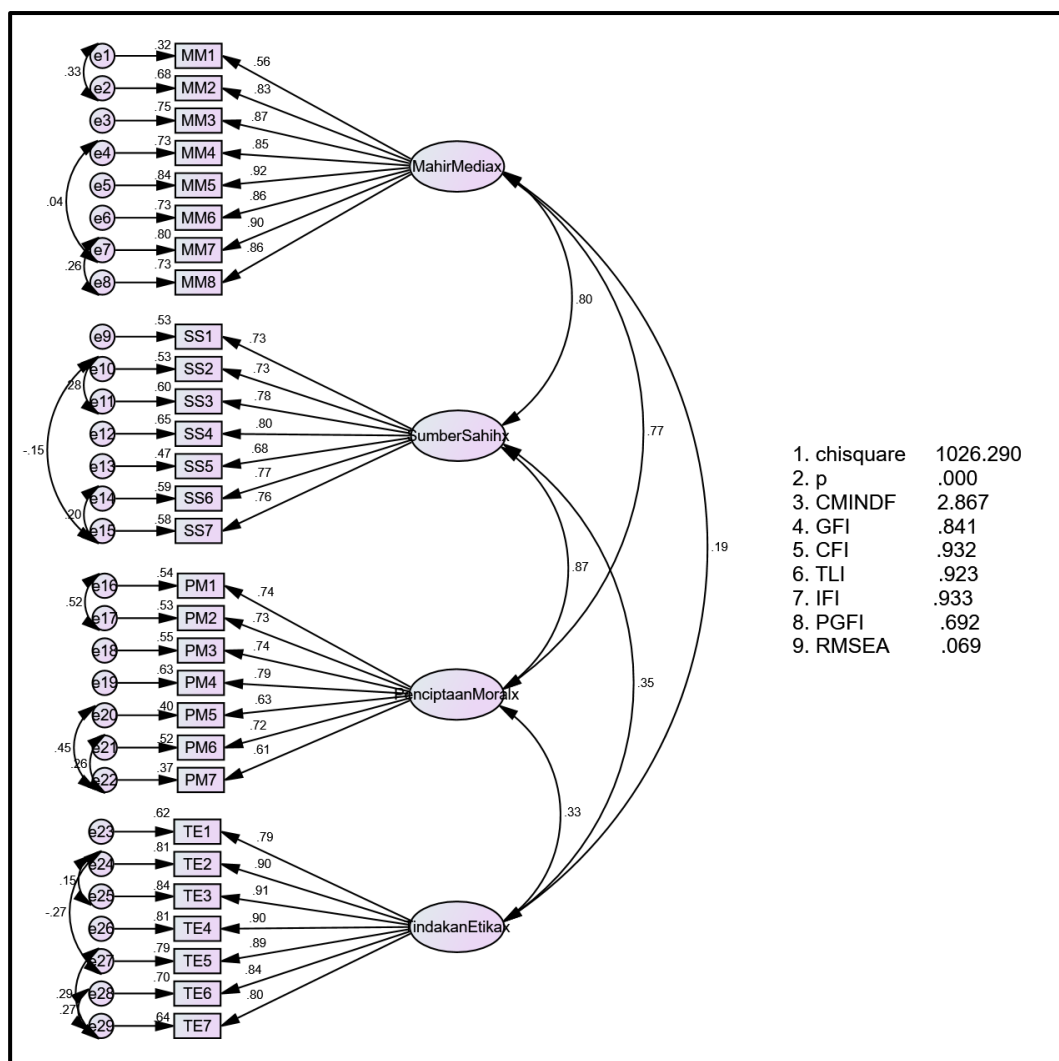 e1 .32 MM1 .56
.33
e2 .68 MM2 .83
e3 .75 MM3 .87
e4 .73 MM4 .85
e5 .84 MM5 .92
.04
e6 .73 MM6 .86
e7 .80 MM7 .90
.26
e8 .73 MM8 .86
MahirMediax
.80
e9 .53 SS1 .73
e10 .53 SS2 .73
.28
e11 .60 SS3 .78
e12 .65 SS4 .80
-.15
e13 .47 SS5 .68
e14 .59 SS6 .77
.20
e15 .58 SS7 .76
SumberSahihx
.77
.19
.87
e16 .54 PM1 .74
.52
e17 .53 PM2 .73
e18 .55 PM3 .74
e19 .63 PM4 .79
e20 .40 PM5 .63
.45
e21 .52 PM6 .72
.26
e22 .37 PM7 .61
PenciptaanMoralx
.35
.33
e23 .62 TE1 .79
e24 .81 TE2 .90
.15
e25 .84 TE3 .91
-.27
e26 .81 TE4 .90
e27 .79 TE5 .89
.29
e28 .70 TE6 .84
.27
e29 .64 TE7 .80
indakanEtikax
1. chisquare 1026.290
2. p .000
3. CMINDF 2.867
4. GFI .841
5. CFI .932
6. TLI .923
7. IFI .933
8. PGFI .692
9. RMSEA .069